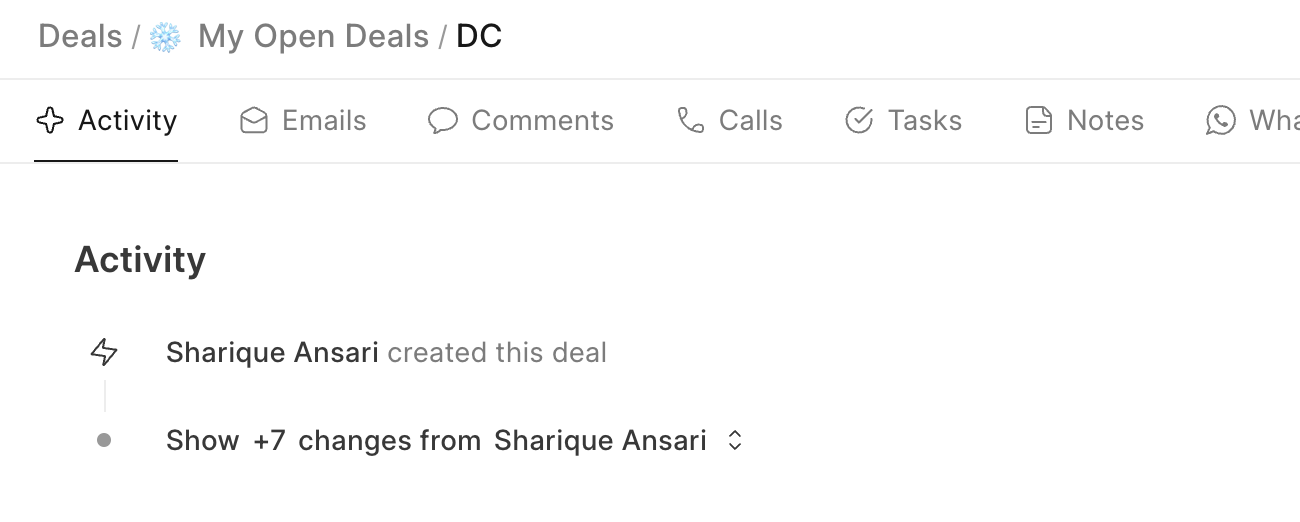 Deals / ❄️ My Open Deals / DC
Activity Emails Comments Calls Tasks Notes
Activity
Sharique Ansari created this deal
Show +7 changes from Sharique Ansari